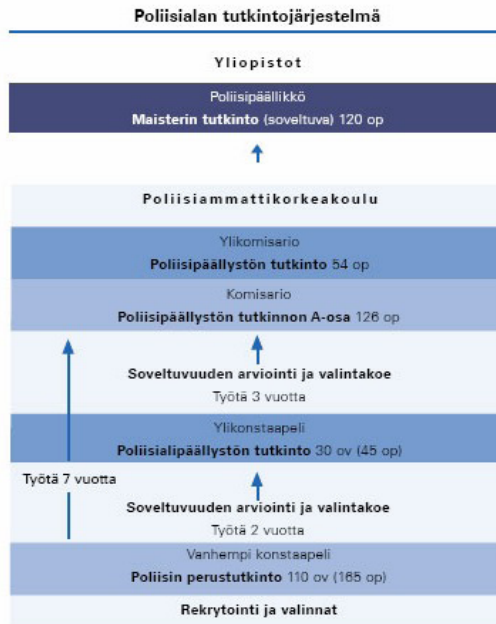 Poliisialan tutkintojärjestelmä
Yliopistot
Poliisipäällikkö
Maisterin tutkinto (soveltuva) 120 op
Poliisiammattikorkeakoulu
Ylikomisario
Poliisipäällystön tutkinto 54 op
Komisario
Poliisipäällystön tutkinnon A-osa 126 op
Soveltuvuuden arviointi ja valintakoe
Työtä 3 vuotta
Ylikonstaapeli
Poliisialipäällystön tutkinto 30 ov (45 op)
Työtä 7 vuotta
Soveltuvuuden arviointi ja valintakoe
Työtä 2 vuotta
Vanhempi konstaapeli
Poliisin perustutkinto 110 ov (165 op)
Rekrytointi ja valinnat